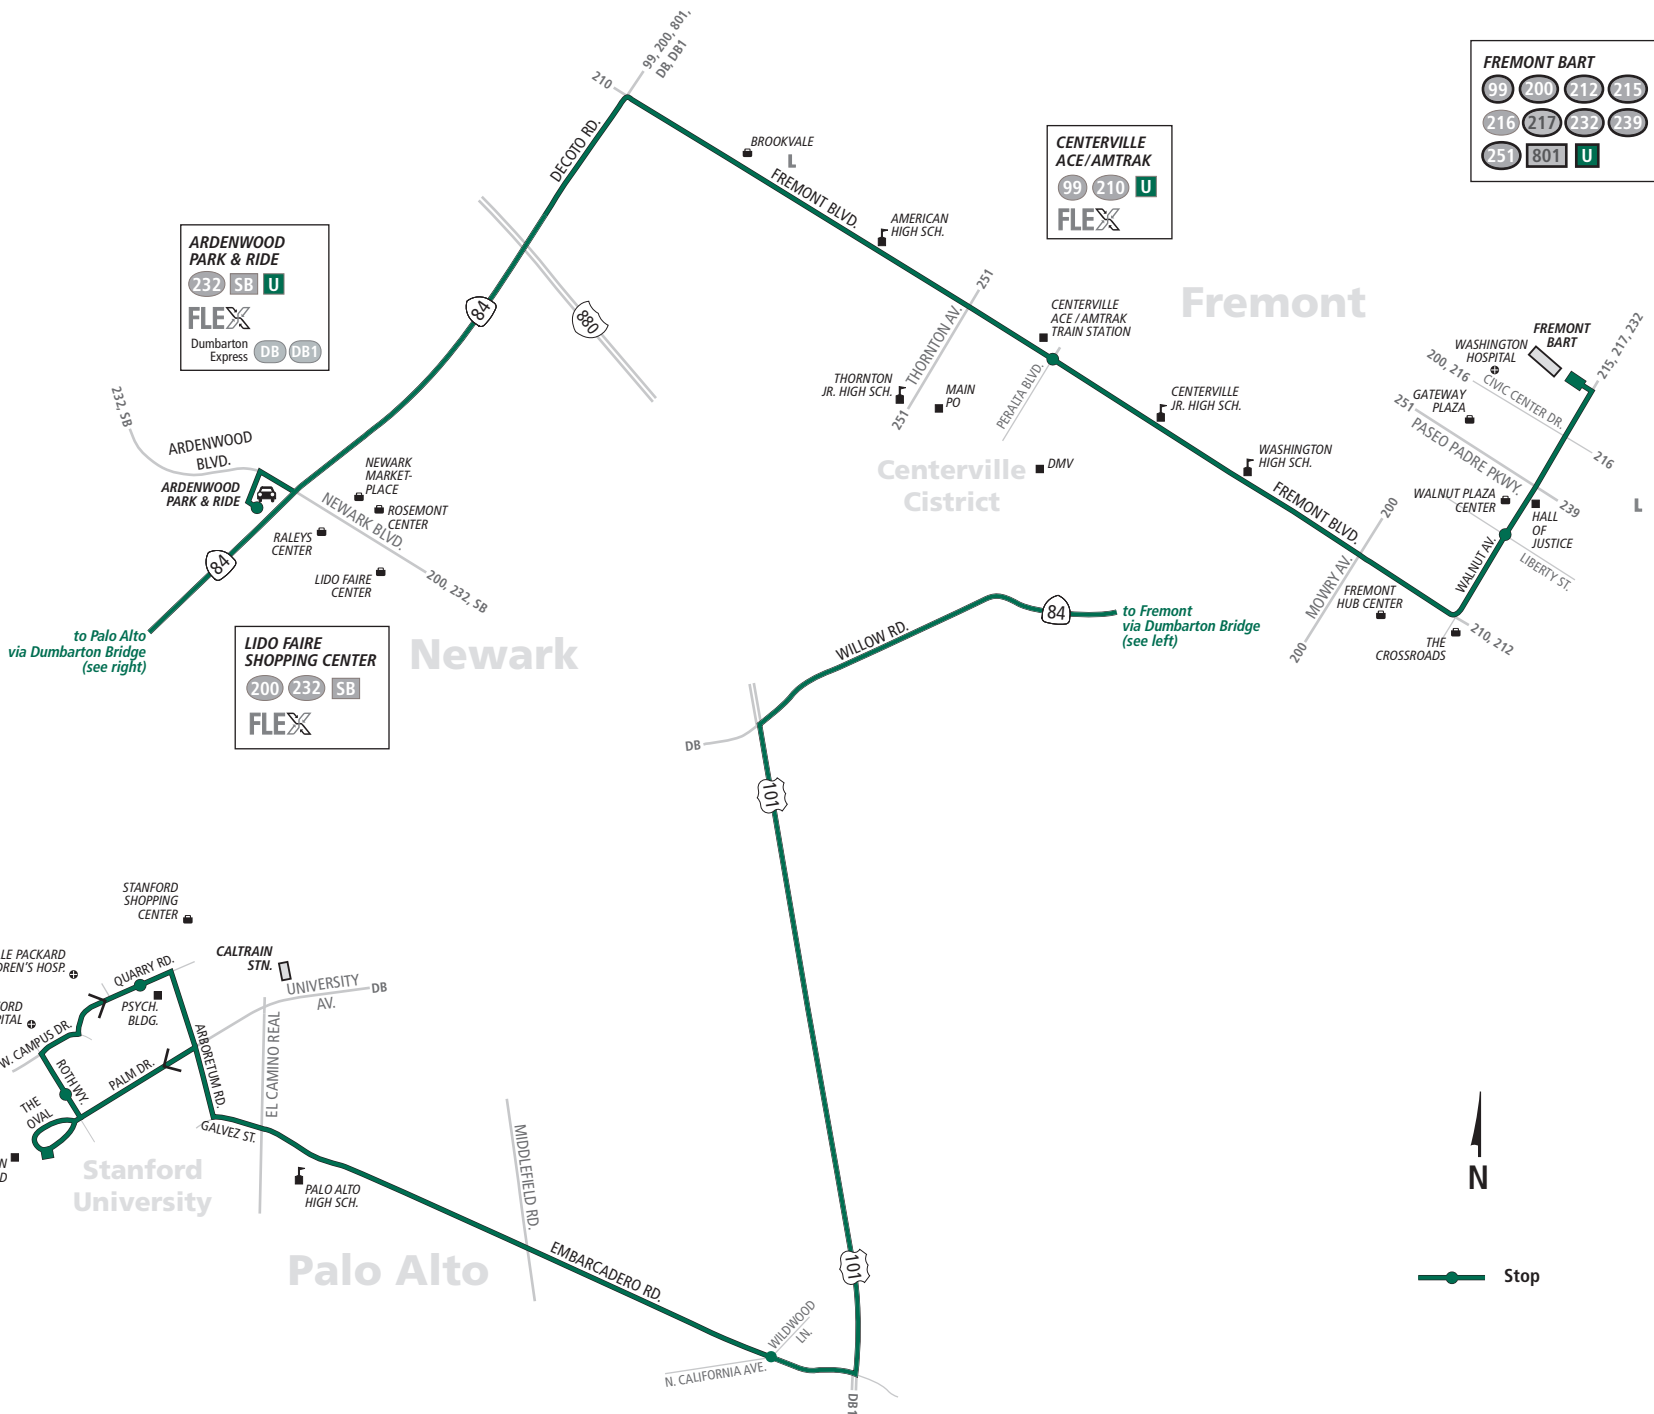 99, 200, 801,
DB, DB1
210
DECOTO RD.
BROOKVALE
L
FREMONT BLVD.
AMERICAN
HIGH SCH.
CENTERVILLE
ACE/AMTRAK
99 210 U
FLEX
FREMONT BART
99 200 212 215
216 217 232 239
251 801 U
ARDENWOOD
PARK & RIDE
232 SB U
FLEX
Dumbarton
Express DB DB1
84
880
251
THORNTON AV.
251
Fremont
CENTERVILLE
ACE / AMTRAK
TRAIN STATION
THORNTON
JR. HIGH SCH.
MAIN
PO
PERALTA BLVD.
CENTERVILLE
JR. HIGH SCH.
DMV
Centerville
Cistrict
WASHINGTON
HIGH SCH.
FREMONT BLVD.
FREMONT
BART
WASHINGTON
HOSPITAL
215, 217, 232
200, 216
CIVIC CENTER DR.
216
GATEWAY
PLAZA
251
PASEO PADRE PKWY.
239
WALNUT PLAZA
CENTER
HALL
OF
JUSTICE
L
WALNUT AV.
LIBERTY ST.
200
MOWRY AV.
200
FREMONT
HUB CENTER
THE
CROSSROADS
210, 212
232, SB
ARDENWOOD
BLVD.
ARDENWOOD
PARK & RIDE
NEWARK
MARKET-
PLACE
ROSEMONT
CENTER
NEWARK BLVD.
RALEYS
CENTER
LIDO FAIRE
CENTER
200, 232, SB
84
to Palo Alto
via Dumbarton Bridge
(see right)
LIDO FAIRE
SHOPPING CENTER
200 232 SB
FLEX
Newark
WILLOW RD.
84
to Fremont
via Dumbarton Bridge
(see left)
DB
101
STANFORD
SHOPPING
CENTER
LE PACKARD
DREN'S HOSP.
CALTRAIN
STN.
QUARRY RD.
UNIVERSITY
AV.
DB
PSYCH.
BLDG.
ORD
PITAL
W. CAMPUS DR.
ARBORETUM RD.
EL CAMINO REAL
PALM DR.
ROTH WY.
THE
OVAL
GALVEZ ST.
N
D
Stanford
University
PALO ALTO
HIGH SCH.
MIDDLEFIELD RD.
Palo Alto
EMBARCADERO RD.
101
WILDWOOD
LN.
N. CALIFORNIA AVE.
DB1
N
Stop